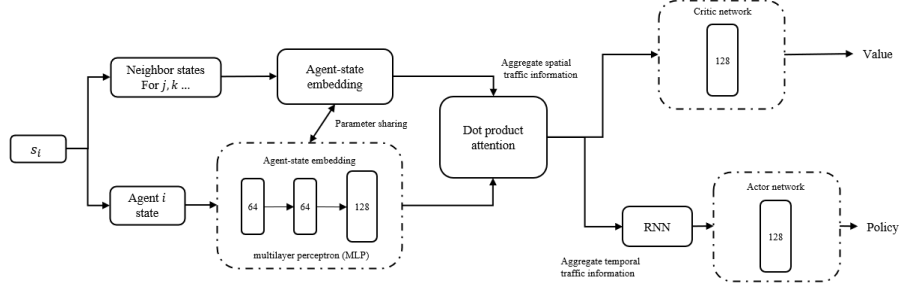 s_i
Neighbor states
For j, k ...
Agent i
state
Agent-state
embedding
Parameter sharing
Agent-state embedding
64
64
128
multilayer perceptron (MLP)
Aggregate spatial
traffic information
Dot product
attention
Critic network
128
Value
RNN
Aggregate temporal
traffic information
Actor network
128
Policy